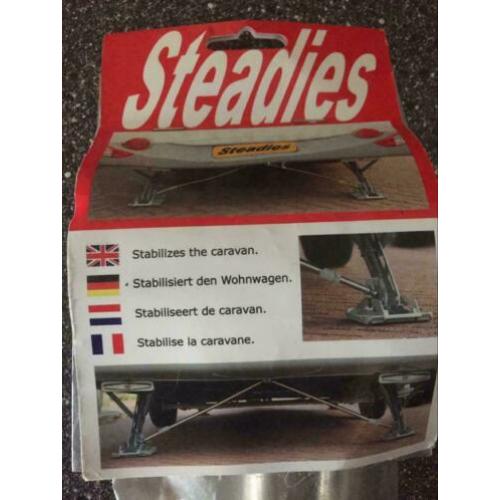 Steadies
Steadies
Stabilizes the caravan.
Stabilisiert den Wohnwagen.
Stabiliseert de caravan.
Stabilise la caravane.